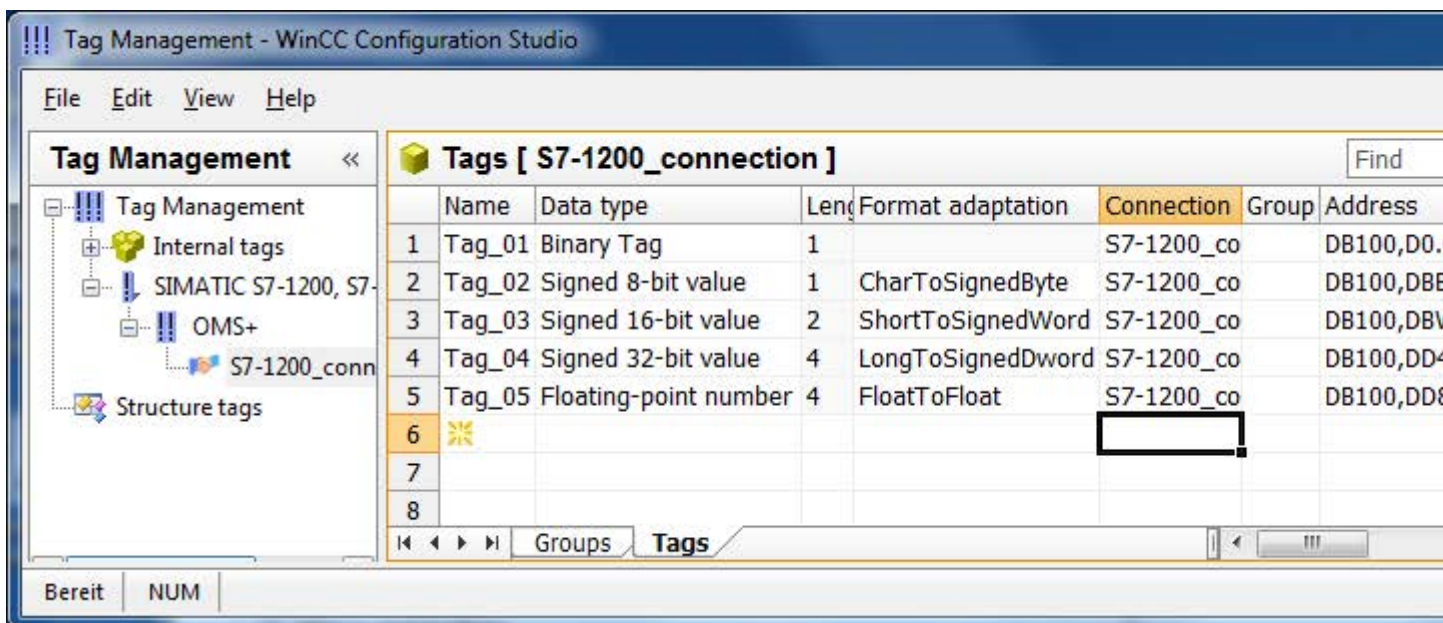 Tag Management - WinCC Configuration Studio
File Edit View Help
Tag Management «
Tag Management
Internal tags
SIMATIC S7-1200, S7-
OMS+
S7-1200_conn
Structure tags
Tags [ S7-1200_connection ] Find
Name Data type Leng Format adaptation Connection Group Address
1 Tag_01 Binary Tag 1 S7-1200_co DB100,D0.
2 Tag_02 Signed 8-bit value 1 CharToSignedByte S7-1200_co DB100,DBB
3 Tag_03 Signed 16-bit value 2 ShortToSignedWord S7-1200_co DB100,DBW
4 Tag_04 Signed 32-bit value 4 LongToSignedDword S7-1200_co DB100,DD4
5 Tag_05 Floating-point number 4 FloatToFloat S7-1200_co DB100,DD8
6
7
8
Groups Tags
Bereit NUM